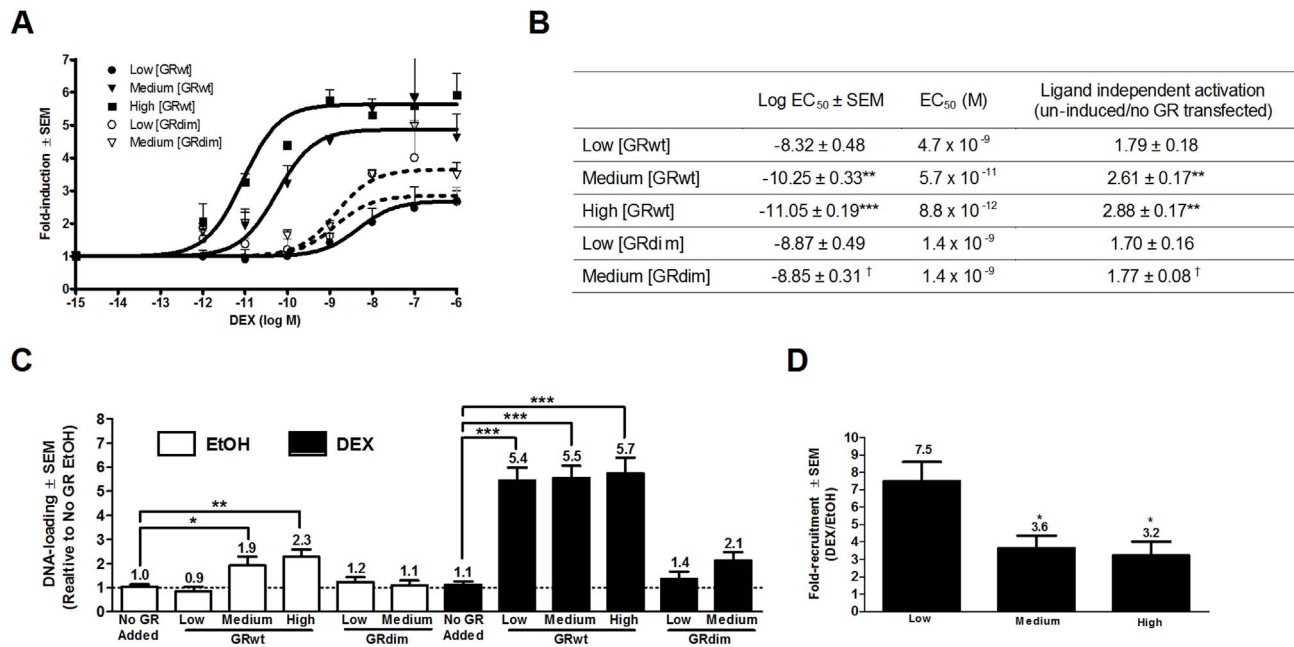 A
Fold-induction ± SEM
7
6
5
4
3
2
1
0
Low [GRwt]
Medium [GRwt]
High [GRwt]
Low [GRdim]
Medium [GRdim]
-15 -13 -12 -11 -10 -9 -8 -7 -6
DEX (log M)
B
Log EC50 ± SEM EC50 (M) Ligand independent activation
(un-induced/no GR transfected)
Low [GRwt] -8.32 ± 0.48 4.7 x 10 -9 1.79 ± 0.18
Medium [GRwt] -10.25 ± 0.33** 5.7 x 10 -11 2.61 ± 0.17**
High [GRwt] -11.05 ± 0.19*** 8.8 x 10 -12 2.88 ± 0.17**
Low [GRdim] -8.87 ± 0.49 1.4 x 10 -9 1.70 ± 0.16
Medium [GRdim] -8.85 ± 0.31 † 1.4 x 10 -9 1.77 ± 0.08 †
C
DNA-loading ± SEM
(Realtive to No GR EtOH)
8
7
6
5
4
3
2
1
0
EtOH DEX
* ** *** *** ***
1.0 0.9 1.9 2.3 1.2 1.1 1.1 5.4 5.5 5.7 1.4 2.1
No GR Low Medium High Low Medium No GR Low Medium High Low Medium
Added GRwt GRdim Added GRwt GRdim
D
Fold-recruitment ± SEM
(DEX/EtOH)
10
9
8
7
6
5
4
3
2
1
0
* *
7.5 3.6 3.2
Low Medium High